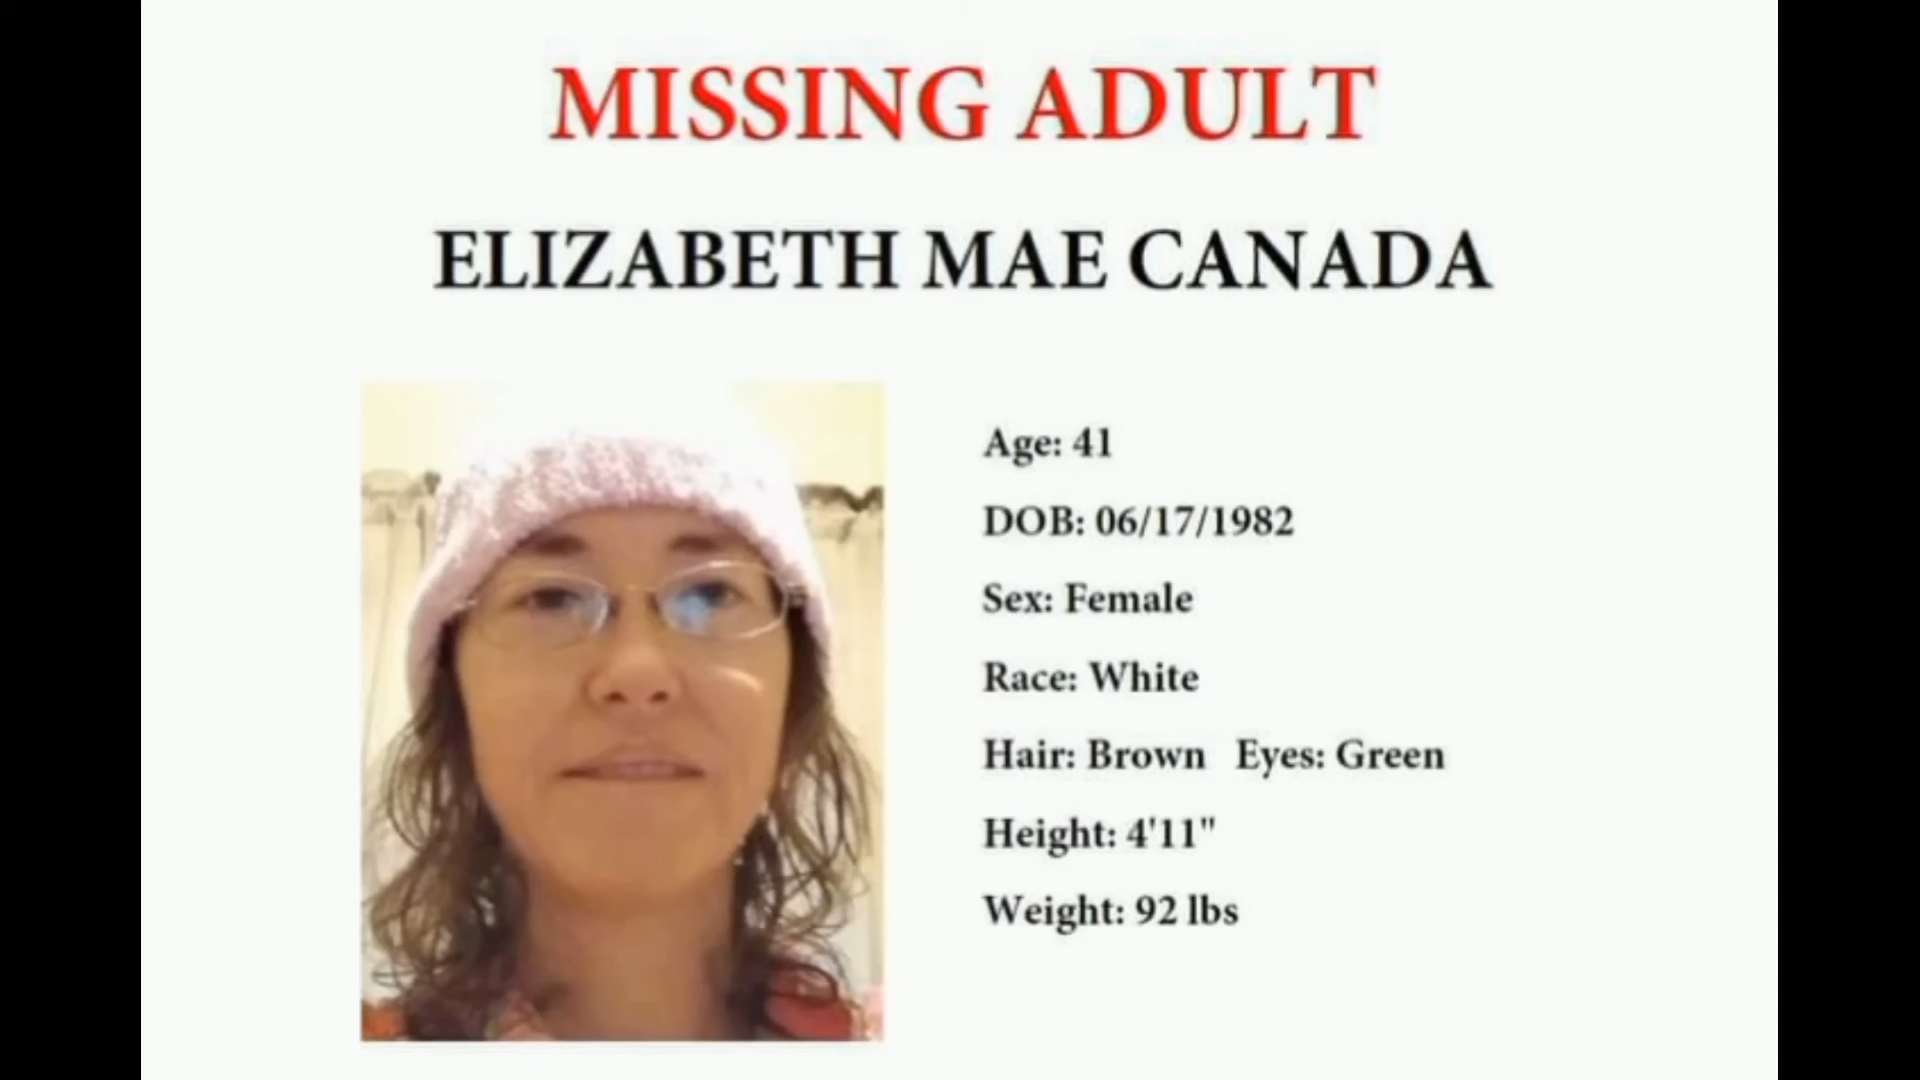 MISSING ADULT
ELIZABETH MAE CANADA
Age: 41
DOB: 06/17/1982
Sex: Female
Race: White
Hair: Brown Eyes: Green
Height: 4'11"
Weight: 92 lbs